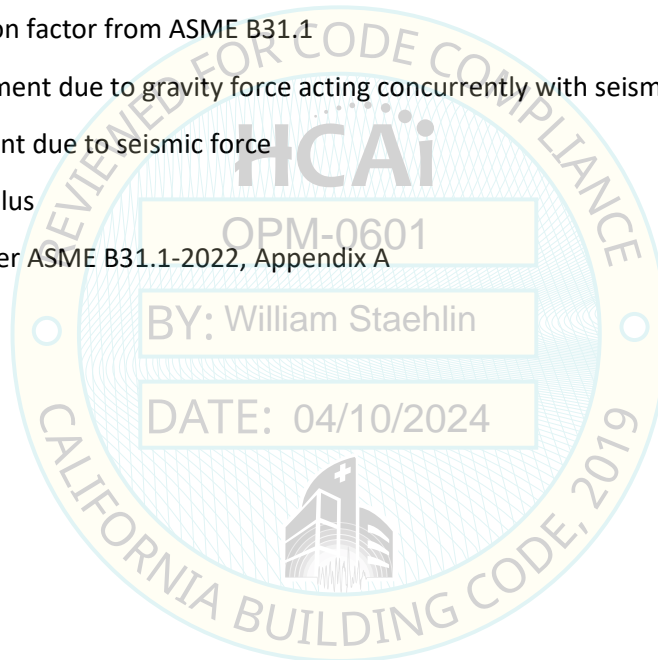 on factor from ASME B31.1
ment due to gravity force acting concurrently with seism
nt due to seismic force
lus
er ASME B31.1-2022, Appendix A
REVIEWED FOR CODE COMPLIANCE
HCAi
OPM-0601
BY: William Staehlin
DATE: 04/10/2024
CALIFORNIA BUILDING CODE, 2019